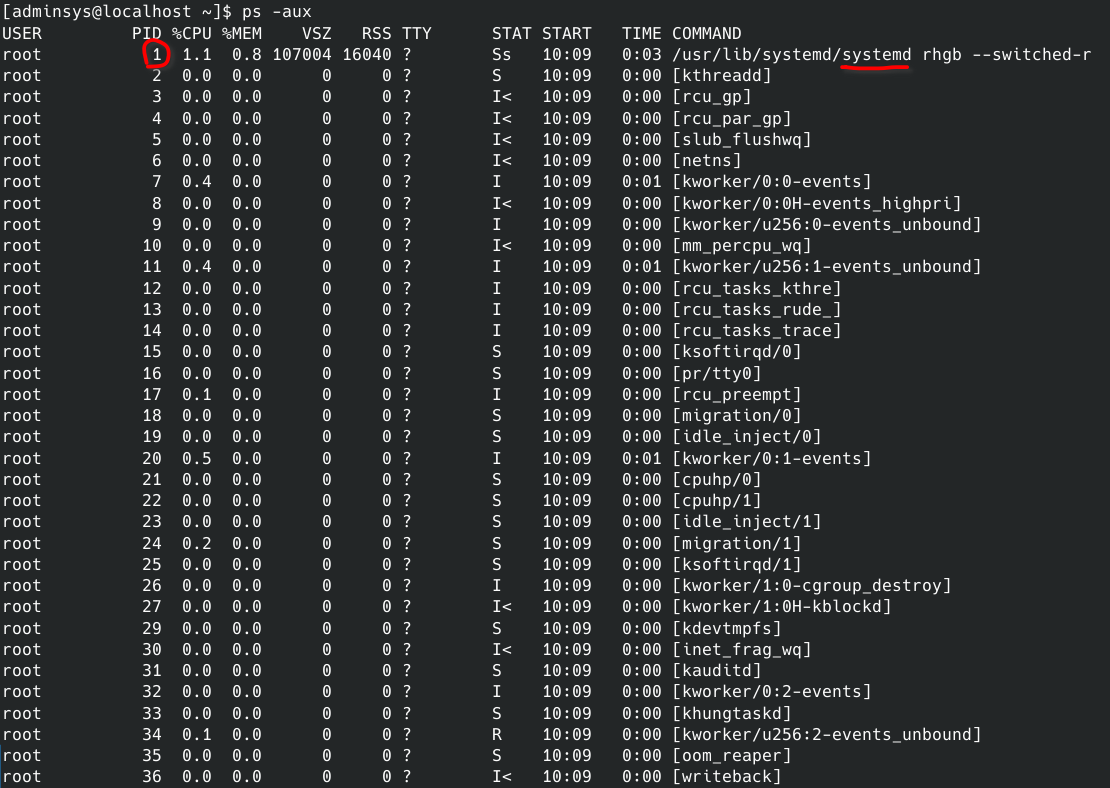 [adminsys@localhost ~]$ ps -aux
USER         PID %CPU %MEM    VSZ   RSS TTY      STAT START   TIME COMMAND
root           1  1.1  0.8 107004 16040 ?        Ss   10:09   0:03 /usr/lib/systemd/systemd rhgb --switched-r
root           2  0.0  0.0      0     0 ?        S    10:09   0:00 [kthreadd]
root           3  0.0  0.0      0     0 ?        I<   10:09   0:00 [rcu_gp]
root           4  0.0  0.0      0     0 ?        I<   10:09   0:00 [rcu_par_gp]
root           5  0.0  0.0      0     0 ?        I<   10:09   0:00 [slub_flushwq]
root           6  0.0  0.0      0     0 ?        I<   10:09   0:00 [netns]
root           7  0.4  0.0      0     0 ?        I    10:09   0:01 [kworker/0:0-events]
root           8  0.0  0.0      0     0 ?        I<   10:09   0:00 [kworker/0:0H-events_highpri]
root           9  0.0  0.0      0     0 ?        I    10:09   0:00 [kworker/u256:0-events_unbound]
root          10  0.0  0.0      0     0 ?        I<   10:09   0:00 [mm_percpu_wq]
root          11  0.4  0.0      0     0 ?        I    10:09   0:01 [kworker/u256:1-events_unbound]
root          12  0.0  0.0      0     0 ?        I    10:09   0:00 [rcu_tasks_kthre]
root          13  0.0  0.0      0     0 ?        I    10:09   0:00 [rcu_tasks_rude_]
root          14  0.0  0.0      0     0 ?        I    10:09   0:00 [rcu_tasks_trace]
root          15  0.0  0.0      0     0 ?        S    10:09   0:00 [ksoftirqd/0]
root          16  0.0  0.0      0     0 ?        S    10:09   0:00 [pr/tty0]
root          17  0.1  0.0      0     0 ?        I    10:09   0:00 [rcu_preempt]
root          18  0.0  0.0      0     0 ?        S    10:09   0:00 [migration/0]
root          19  0.0  0.0      0     0 ?        S    10:09   0:00 [idle_inject/0]
root          20  0.5  0.0      0     0 ?        I    10:09   0:01 [kworker/0:1-events]
root          21  0.0  0.0      0     0 ?        S    10:09   0:00 [cpuhp/0]
root          22  0.0  0.0      0     0 ?        S    10:09   0:00 [cpuhp/1]
root          23  0.0  0.0      0     0 ?        S    10:09   0:00 [idle_inject/1]
root          24  0.2  0.0      0     0 ?        S    10:09   0:00 [migration/1]
root          25  0.0  0.0      0     0 ?        S    10:09   0:00 [ksoftirqd/1]
root          26  0.0  0.0      0     0 ?        I    10:09   0:00 [kworker/1:0-cgroup_destroy]
root          27  0.0  0.0      0     0 ?        I<   10:09   0:00 [kworker/1:0H-kblockd]
root          29  0.0  0.0      0     0 ?        S    10:09   0:00 [kdevtmpfs]
root          30  0.0  0.0      0     0 ?        I<   10:09   0:00 [inet_frag_wq]
root          31  0.0  0.0      0     0 ?        S    10:09   0:00 [kauditd]
root          32  0.0  0.0      0     0 ?        I    10:09   0:00 [kworker/0:2-events]
root          33  0.0  0.0      0     0 ?        S    10:09   0:00 [khungtaskd]
root          34  0.1  0.0      0     0 ?        R    10:09   0:00 [kworker/u256:2-events_unbound]
root          35  0.0  0.0      0     0 ?        S    10:09   0:00 [oom_reaper]
root          36  0.0  0.0      0     0 ?        I<   10:09   0:00 [writeback]